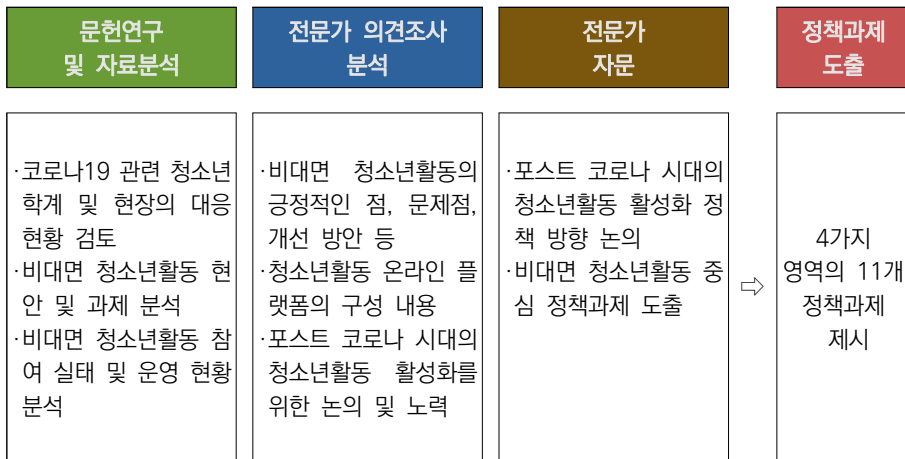 문헌연구
및 자료분석
·코로나19 관련 청소년
학계 및 현장의 대응
현황 검토
·비대면 청소년활동 현
안 및 과제 분석
·비대면 청소년활동 참
여 실태 및 운영 현황
분석
전문가 의견조사
분석
·비대면 청소년활동의
긍정적인 점, 문제점,
개선 방안 등
·청소년활동 온라인 플
랫폼의 구성 내용
·포스트 코로나 시대의
청소년활동 활성화를
위한 논의 및 노력
전문가
자문
·포스트 코로나 시대의
청소년활동 활성화 정
책 방향 논의
·비대면 청소년활동 중
심 정책과제 도출
⇨
정책과제
도출
4가지
영역의 11개
정책과제
제시